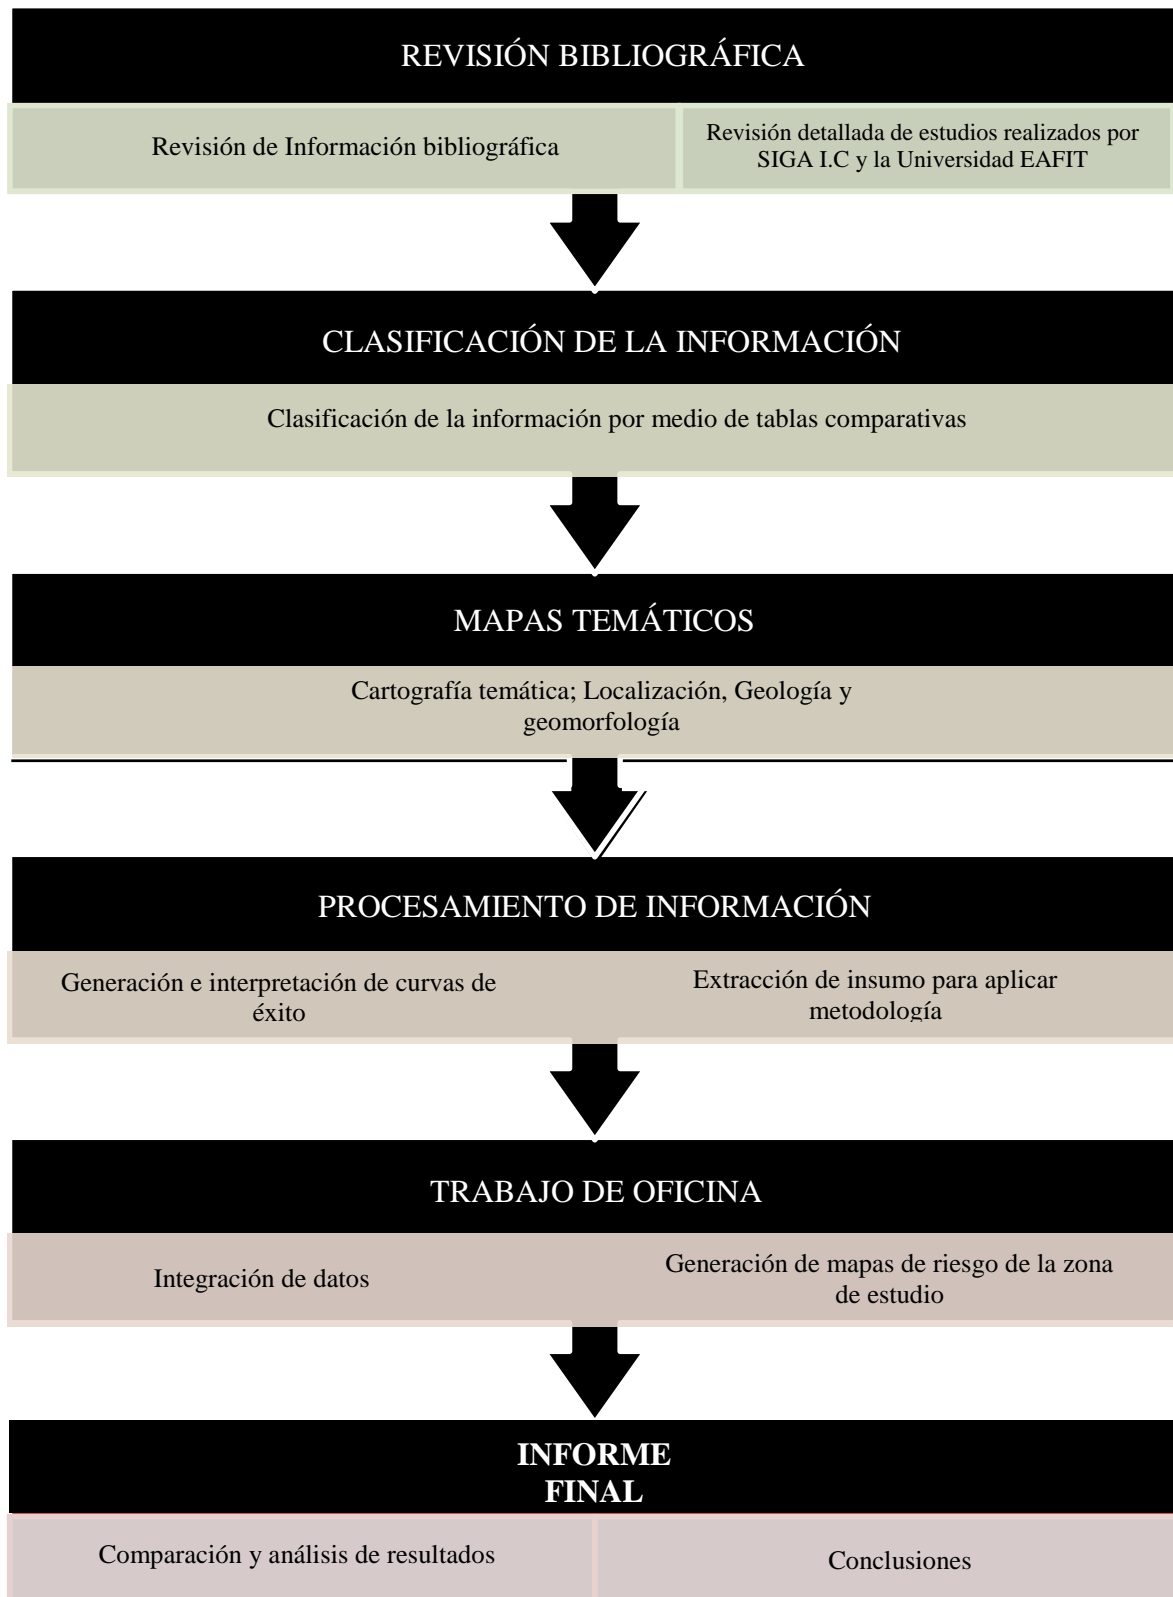 REVISIÓN BIBLIOGRÁFICA
Revisión de Información bibliográfica
Revisión detallada de estudios realizados por
SIGA I.C y la Universidad EAFIT
CLASIFICACIÓN DE LA INFORMACIÓN
Clasificación de la información por medio de tablas comparativas
MAPAS TEMÁTICOS
Cartografía temática; Localización, Geología y
geomorfología
PROCESAMIENTO DE INFORMACIÓN
Generación e interpretación de curvas de
éxito
Extracción de insumo para aplicar
metodología
TRABAJO DE OFICINA
Integración de datos
Generación de mapas de riesgo de la zona
de estudio
INFORME
FINAL
Comparación y análisis de resultados
Conclusiones